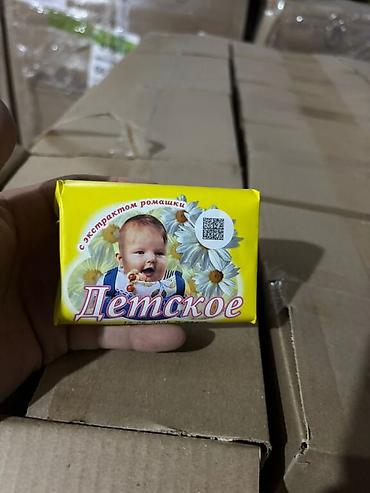 с экстрактом ромашки
Детское